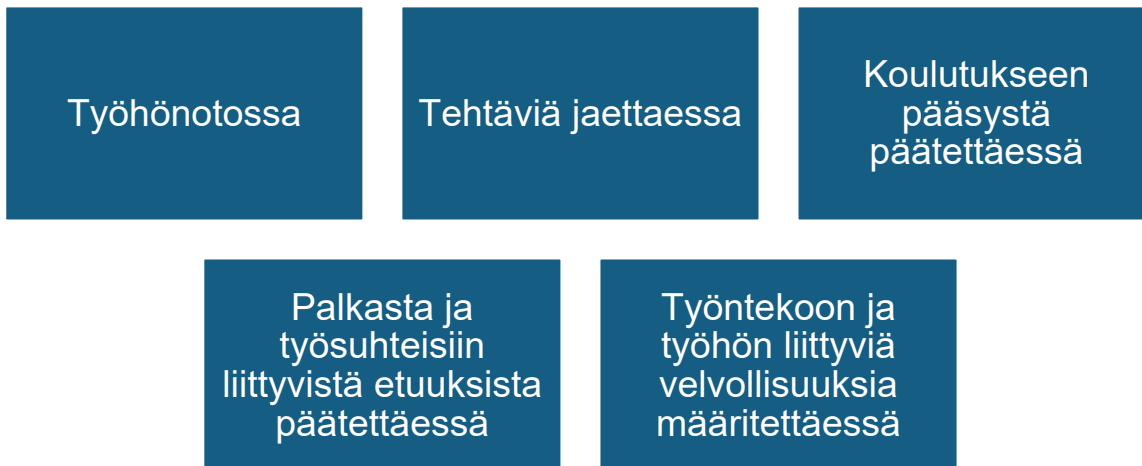 Työhönotossa
Tehtäviä jaettaessa
Koulutukseen
pääsystä
päätettäessä
Palkasta ja
työsuhteisiin
liittyvistä etuuksista
päätettäessä
Työntekoon ja
työhön liittyviä
velvollisuuksia
määritettäessä